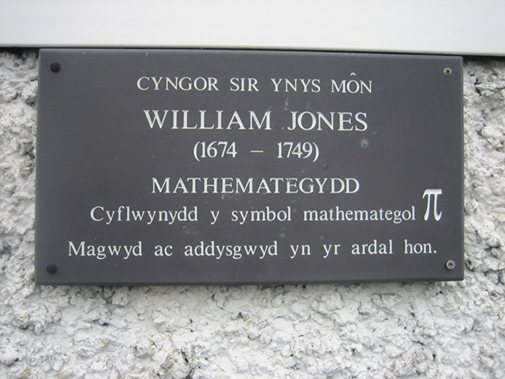 CYNGOR SIR YNYS MÔN
WILLIAM JONES
(1674 – 1749)
MATHEMATEGYDD
Cyflwynydd y symbol mathemategol π
Magwyd ac addysgwyd yn yr ardal hon.